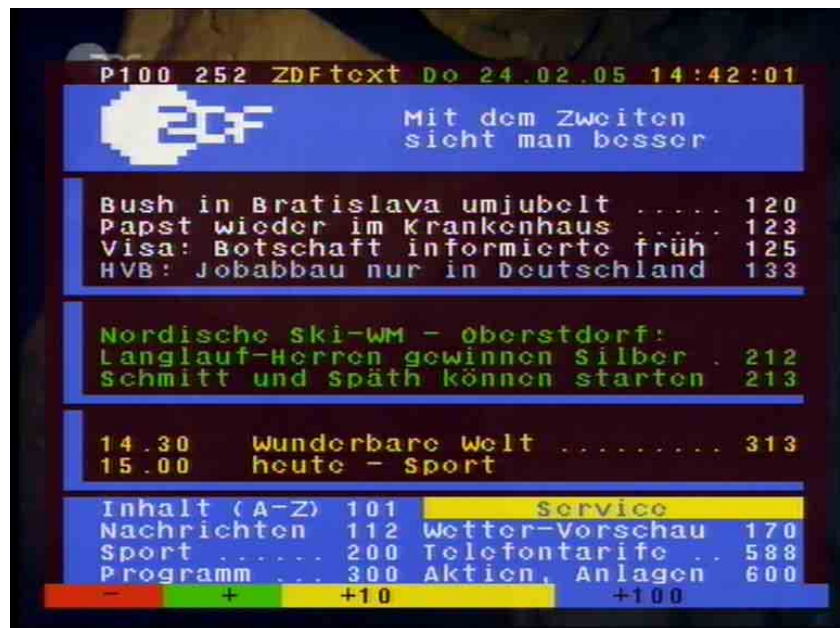 P100 252 ZDFtext Do 24.02.05 14:42:01
ZDF
Mit dem Zweiten
sieht man besser
Bush in Bratislava umjubelt ..... 120
Papst wieder im Krankenhaus ..... 123
Visa: Botschaft informierte früh 125
HVB: Jobabbau nur in Deutschland 133
Nordische Ski-WM - Oberstdorf:
Langlauf-Herren gewinnen Silber . 212
Schmitt und Späth können starten 213
14.30 Wunderbare Welt ......... 313
15.00 heute - Sport
Inhalt (A-Z) 101 Service
Nachrichten 112 Wetter-Vorschau 170
Sport ...... 200 Telefontarife .. 588
Programm ... 300 Aktien, Anlagen 600
- + +10 +100